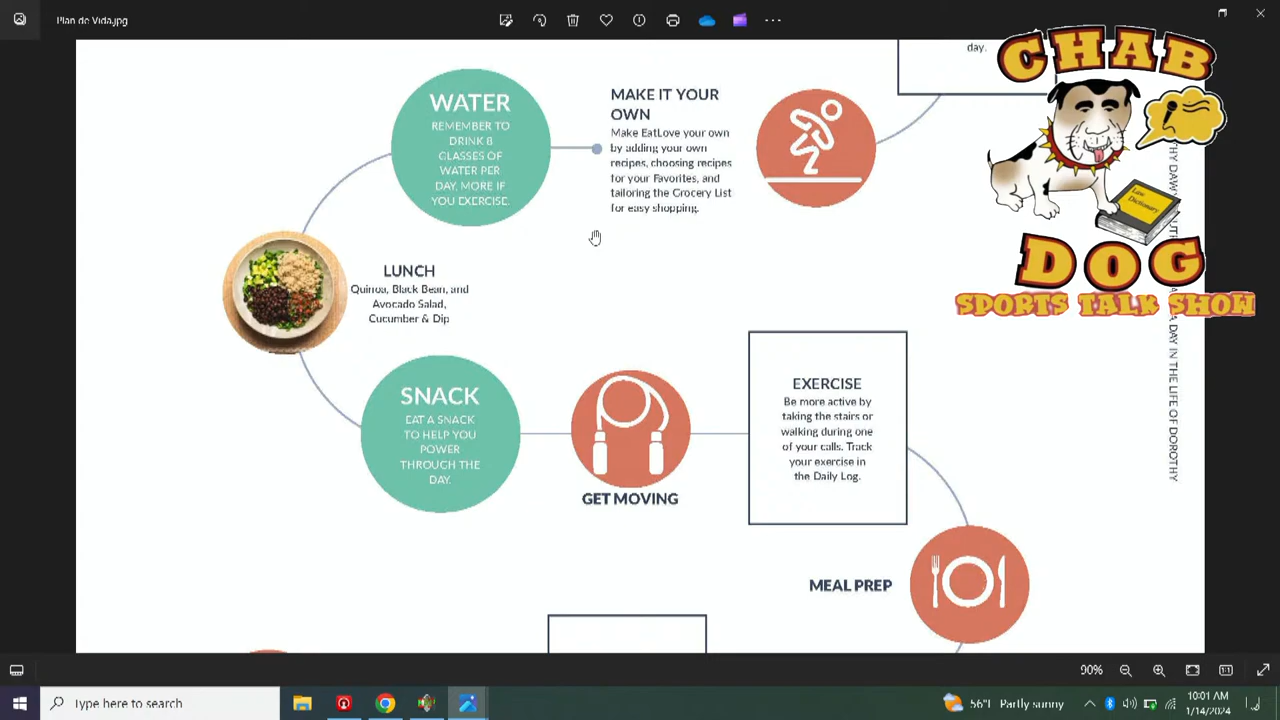 Plan de Vida.jpg
day.
WATER
REMEMBER TO
DRINK 8
GLASSES OF
WATER PER
DAY, MORE IF
YOU EXERCISE.
MAKE IT YOUR
OWN
Make EatLove your own
by adding your own
recipes, choosing recipes
for your Favorites, and
tailoring the Grocery List
for easy shopping.
CHAB
Law
Dictionary
DOG
SPORTS TALK SHOW
A DAY IN THE LIFE OF DOROTHY
LUNCH
Quinoa, Black Bean, and
Avocado Salad,
Cucumber & Dip
SNACK
EAT A SNACK
TO HELP YOU
POWER
THROUGH THE
DAY.
GET MOVING
EXERCISE
Be more active by
taking the stairs or
walking during one
of your calls. Track
your exercise in
the Daily Log.
MEAL PREP
90%
Type here to search
56°F Partly sunny
10:01 AM
1/14/2024